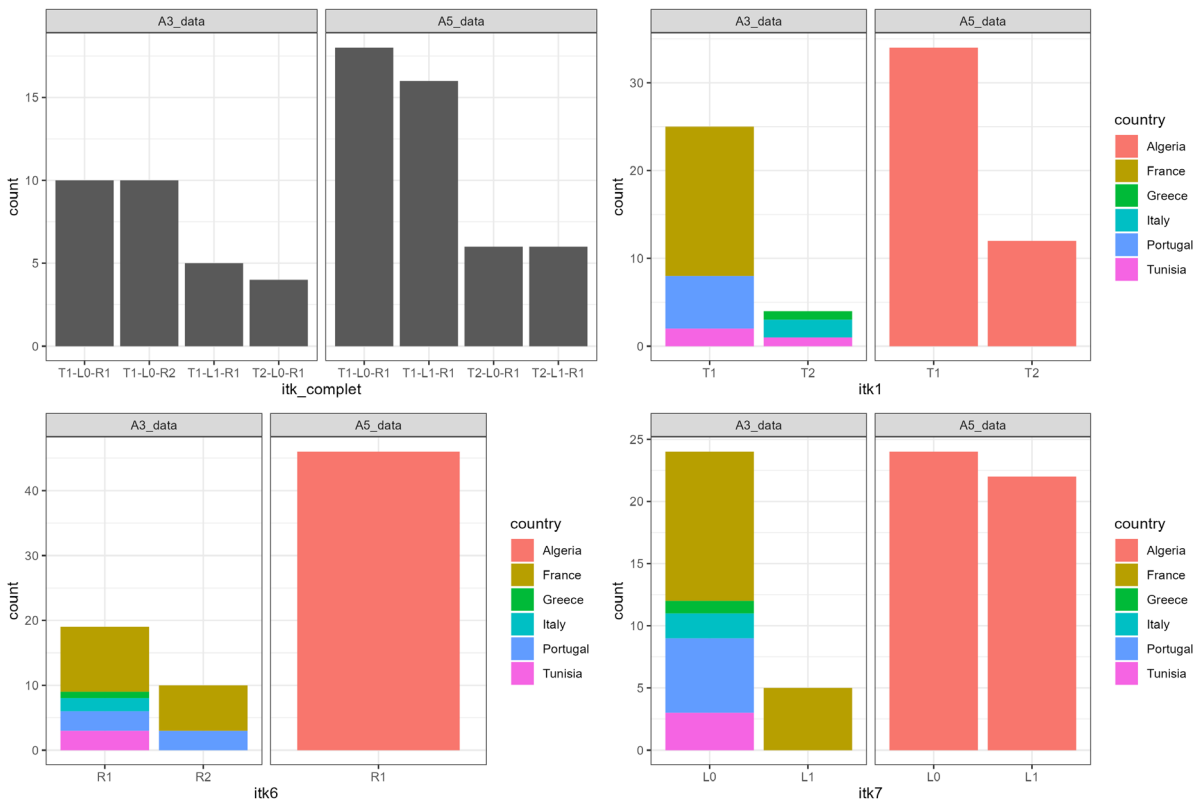 A3_data
A5_data
count
15
10
5
0
T1-L0-R1
T1-L0-R2
T1-L1-R1
T2-L0-R1
T1-L0-R1
T1-L1-R1
T2-L0-R1
T2-L1-R1
itk_complet
A3_data
A5_data
count
30
20
10
0
T1
T2
T1
T2
itk1
country
Algeria
France
Greece
Italy
Portugal
Tunisia
A3_data
A5_data
count
40
30
20
10
0
R1
R2
R1
itk6
country
Algeria
France
Greece
Italy
Portugal
Tunisia
A3_data
A5_data
count
25
20
15
10
5
0
L0
L1
L0
L1
itk7
country
Algeria
France
Greece
Italy
Portugal
Tunisia